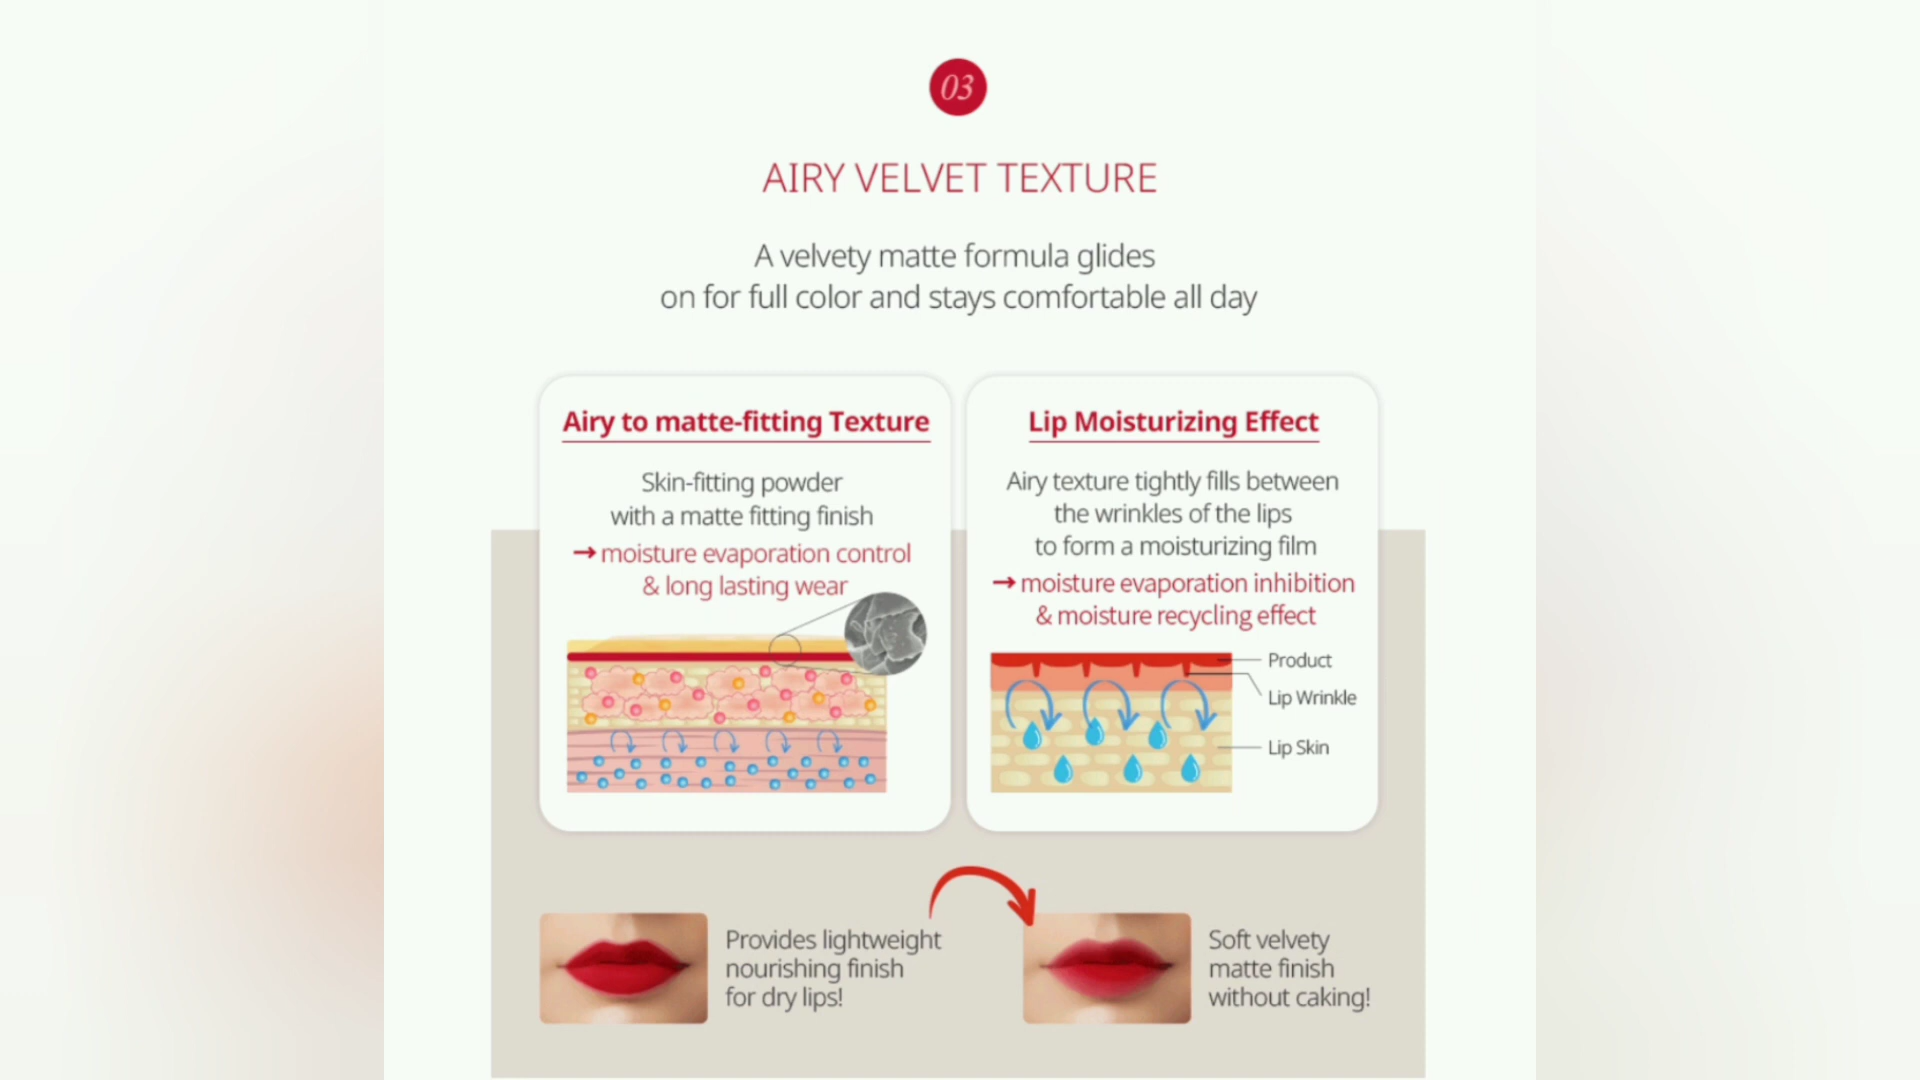 03
AIRY VELVET TEXTURE
A velvety matte formula glides
on for full color and stays comfortable all day
Airy to matte-fitting Texture
Skin-fitting powder
with a matte fitting finish
→ moisture evaporation control
& long lasting wear
Lip Moisturizing Effect
Airy texture tightly fills between
the wrinkles of the lips
to form a moisturizing film
→ moisture evaporation inhibition
& moisture recycling effect
Product
Lip Wrinkle
Lip Skin
Provides lightweight
nourishing finish
for dry lips!
Soft velvety
matte finish
without caking!